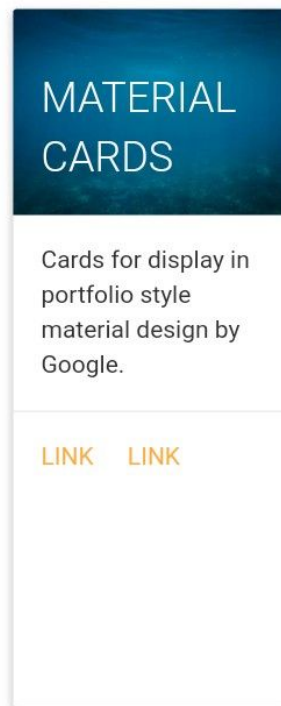 MATERIAL
CARDS
Cards for display in
portfolio style
material design by
Google.
LINK LINK